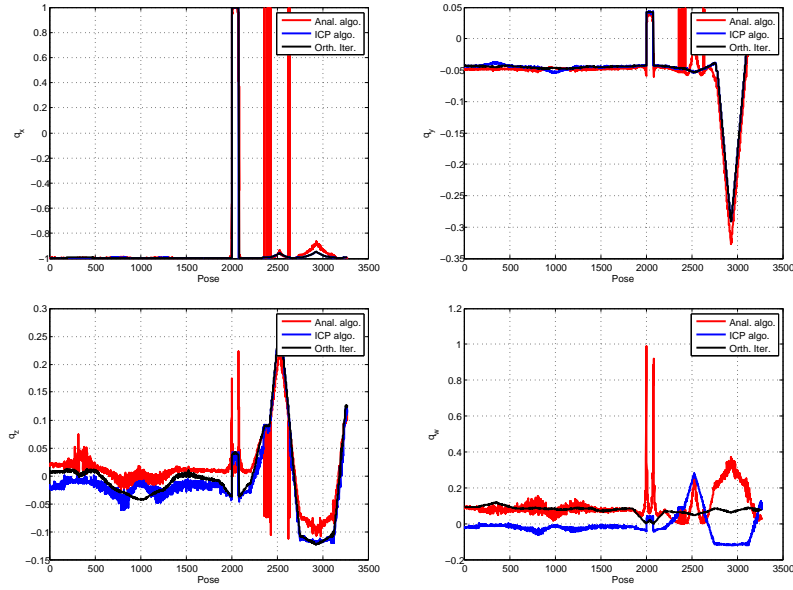 1
0.8
0.6
0.4
0.2
0
−0.2
−0.4
−0.6
−0.8
−1
q_x
0 500 1000 1500 2000 2500 3000 3500
Pose
Anal. algo.
ICP algo.
Orth. Iter.
0.05
0
−0.05
−0.1
−0.15
−0.2
−0.25
−0.3
−0.35
q_y
0 500 1000 1500 2000 2500 3000 3500
Pose
Anal. algo.
ICP algo.
Orth. Iter.
0.3
0.25
0.2
0.15
0.1
0.05
0
−0.05
−0.1
−0.15
q_z
0 500 1000 1500 2000 2500 3000 3500
Pose
Anal. algo.
ICP algo.
Orth. Iter.
1.2
1
0.8
0.6
0.4
0.2
0
−0.2
q_w
0 500 1000 1500 2000 2500 3000 3500
Pose
Anal. algo.
ICP algo.
Orth. Iter.